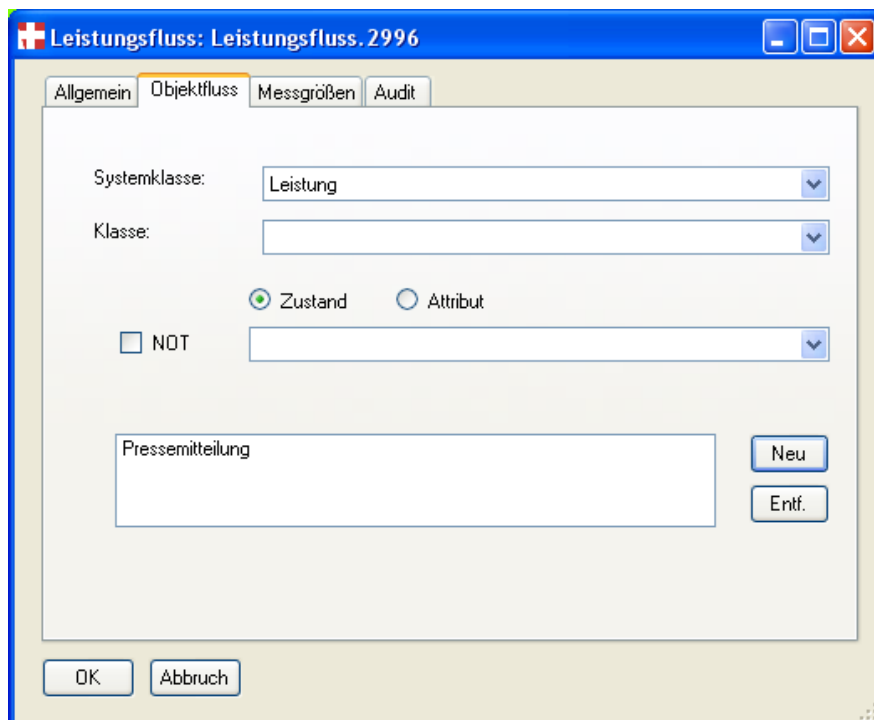 Leistungsfluss: Leistungsfluss.2996
Allgemein Objektfluss Messgrößen Audit
Systemklasse: Leistung
Klasse:
Zustand Attribut
NOT
Pressemitteilung
Neu
Entf.
OK Abbruch